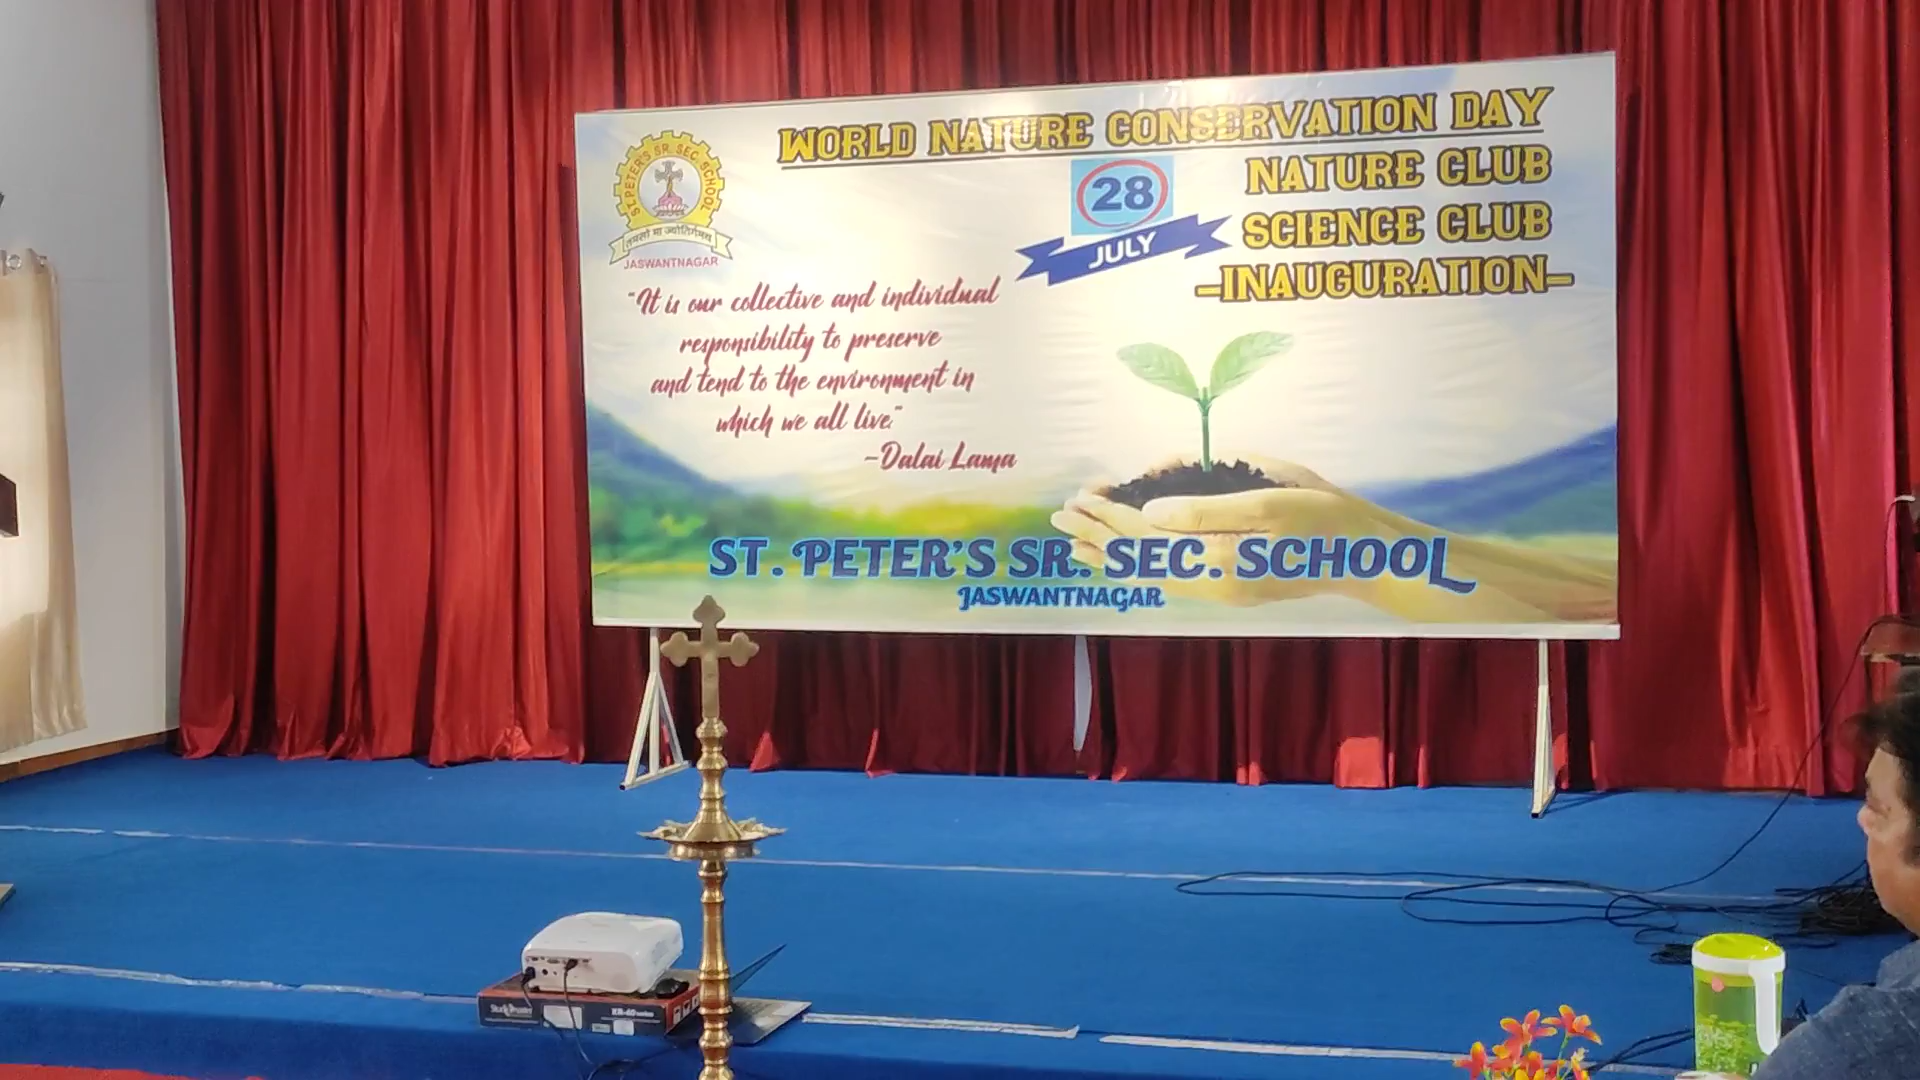 WORLD NATURE CONSERVATION DAY
ST. PETER'S SR. SEC. SCHOOL
तमसो मा ज्योतिर्गमय
JASWANTNAGAR
28
JULY
NATURE CLUB
SCIENCE CLUB
-INAUGURATION-
"It is our collective and individual
responsibility to preserve
and tend to the environment in
which we all live."
-Dalai Lama
ST. PETER'S SR. SEC. SCHOOL
JASWANTNAGAR